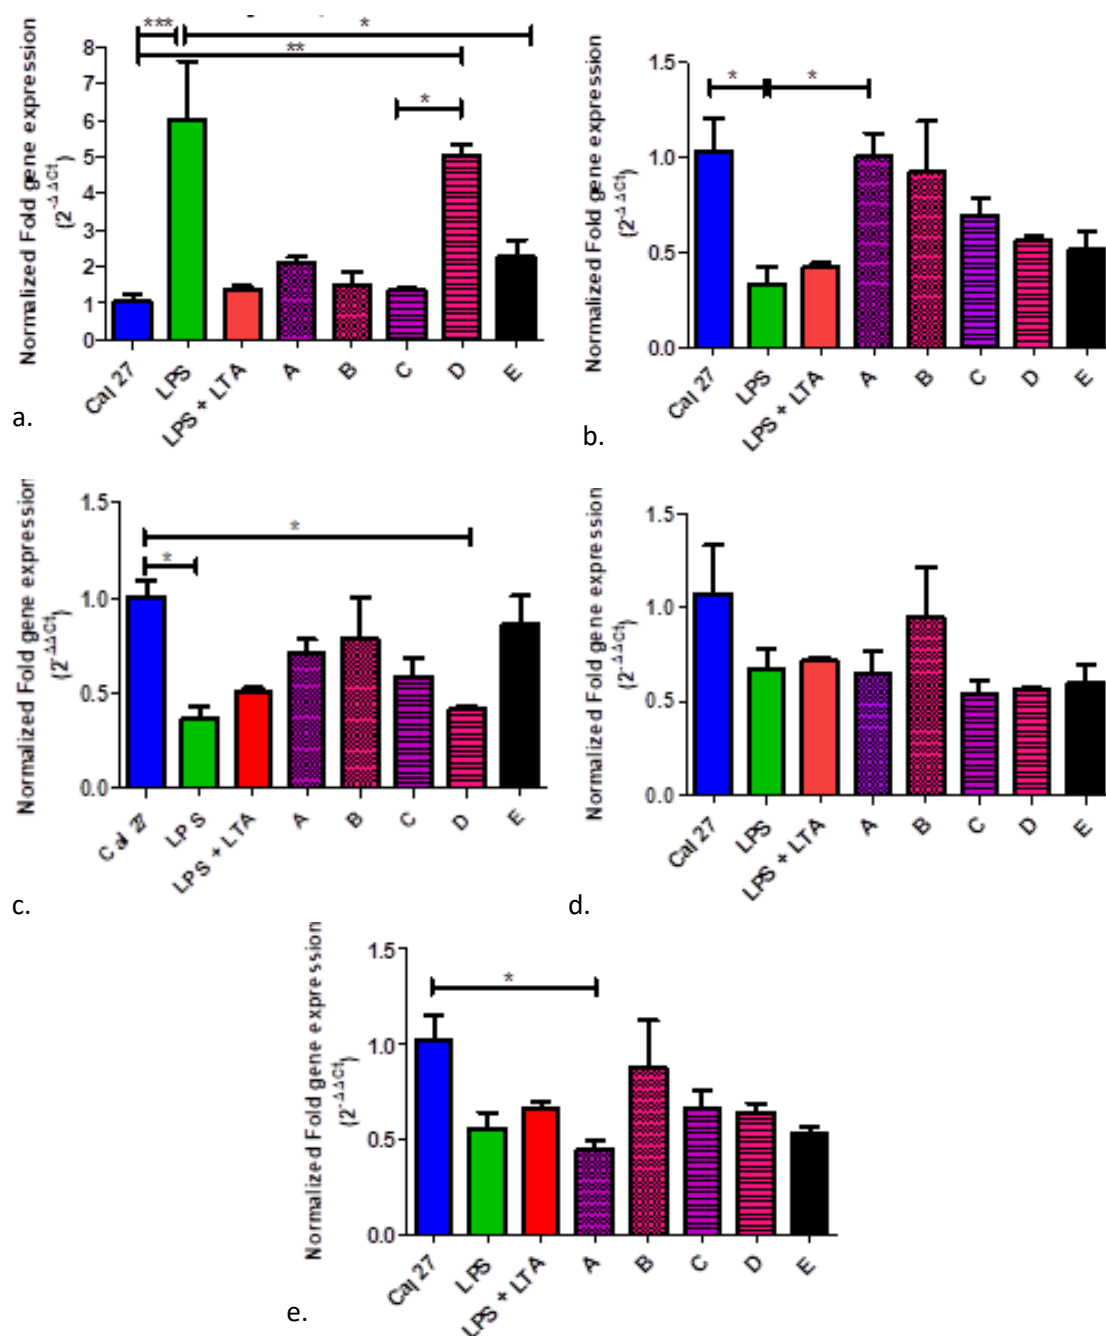 *** *
**
*
Normalized Fold gene expression
(2^-ΔΔCt)
8
7
6
5
4
3
2
1
0
Cal 27
LPS
LPS + LTA
A
B
C
D
E
a.
* *
Normalized Fold gene expression
(2^-ΔΔCt)
1.5
1.0
0.5
0.0
Cal 27
LPS
LPS + LTA
A
B
C
D
E
b.
*
*
Normalized Fold gene expression
(2^-ΔΔCt)
1.5
1.0
0.5
0.0
Cal 27
LPS
LPS + LTA
A
B
C
D
E
c.
Normalized Fold gene expression
(2^-ΔΔCt)
1.5
1.0
0.5
0.0
Cal 27
LPS
LPS + LTA
A
B
C
D
E
d.
*
Normalized Fold gene expression
(2^-ΔΔCt)
1.5
1.0
0.5
0.0
Cal 27
LPS
LPS + LTA
A
B
C
D
E
e.